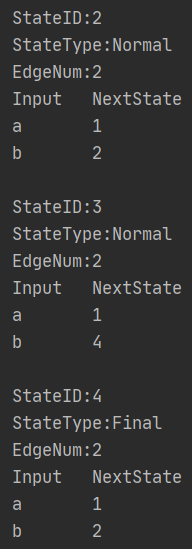 StateID:2
StateType:Normal
EdgeNum:2
Input NextState
a 1
b 2
StateID:3
StateType:Normal
EdgeNum:2
Input NextState
a 1
b 4
StateID:4
StateType:Final
EdgeNum:2
Input NextState
a 1
b 2